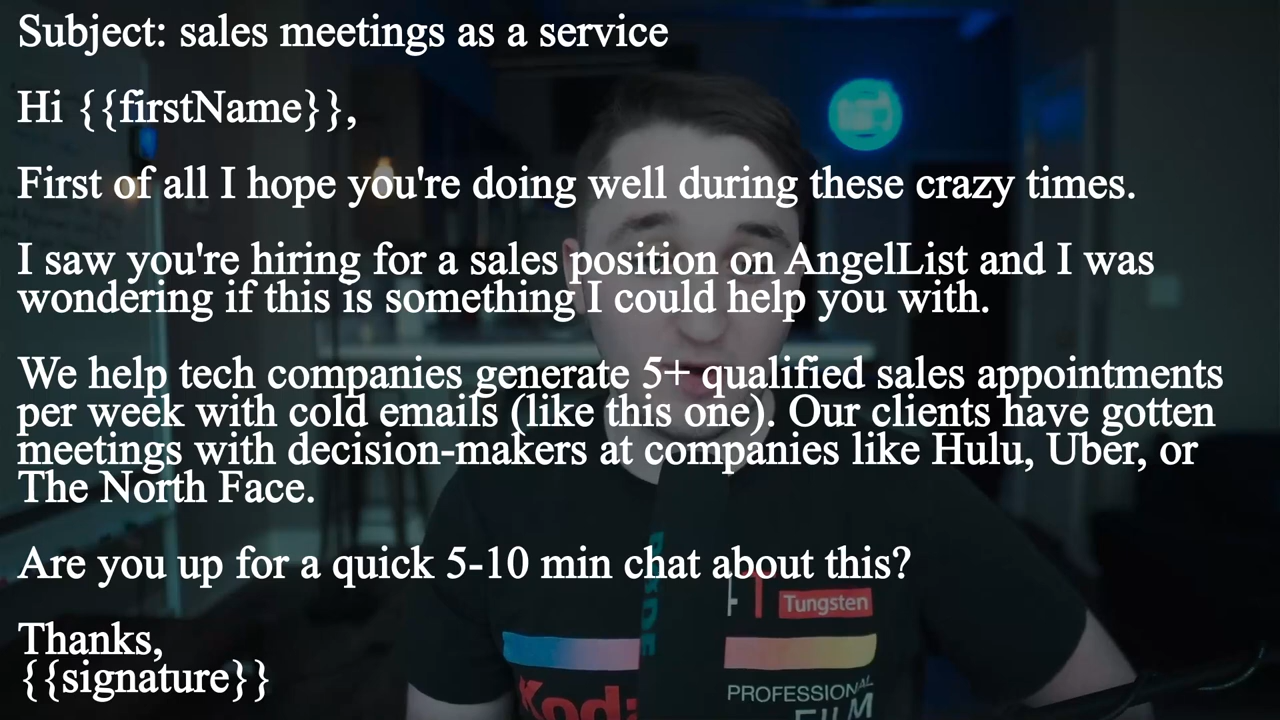 Subject: sales meetings as a service
Hi {{firstName}},
First of all I hope you're doing well during these crazy times.
I saw you're hiring for a sales position on AngelList and I was
wondering if this is something I could help you with.
We help tech companies generate 5+ qualified sales appointments
per week with cold emails (like this one). Our clients have gotten
meetings with decision-makers at companies like Hulu, Uber, or
The North Face.
Are you up for a quick 5-10 min chat about this?
Thanks,
{{signature}}
Tungsten
PROFESSIONAL
FILM